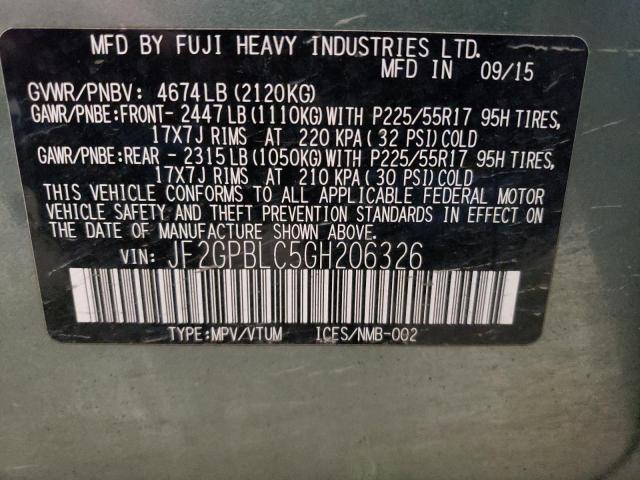 MFD BY FUJI HEAVY INDUSTRIES LTD.
MFD IN 09/15
GVWR/PNBV: 4674LB (2120KG)
GAWR/PNBE:FRONT- 2447LB (1110KG) WITH P225/55R17 95H TIRES,
17X7J RIMS AT 220 KPA ( 32 PSI) COLD
GAWR/PNBE:REAR - 2315LB (1050KG) WITH P225/55R17 95H TIRES,
17X7J RIMS AT 210 KPA ( 30 PSI) COLD
THIS VEHICLE CONFORMS TO ALL APPLICABLE FEDERAL MOTOR
VEHICLE SAFETY AND THEFT PREVENTION STANDARDS IN EFFECT ON
THE DATE OF MANUFACTURE SHOWN ABOVE.
VIN: JF2GPBLC5GH206326
TYPE:MPV/VTUM ICES/NMB-002